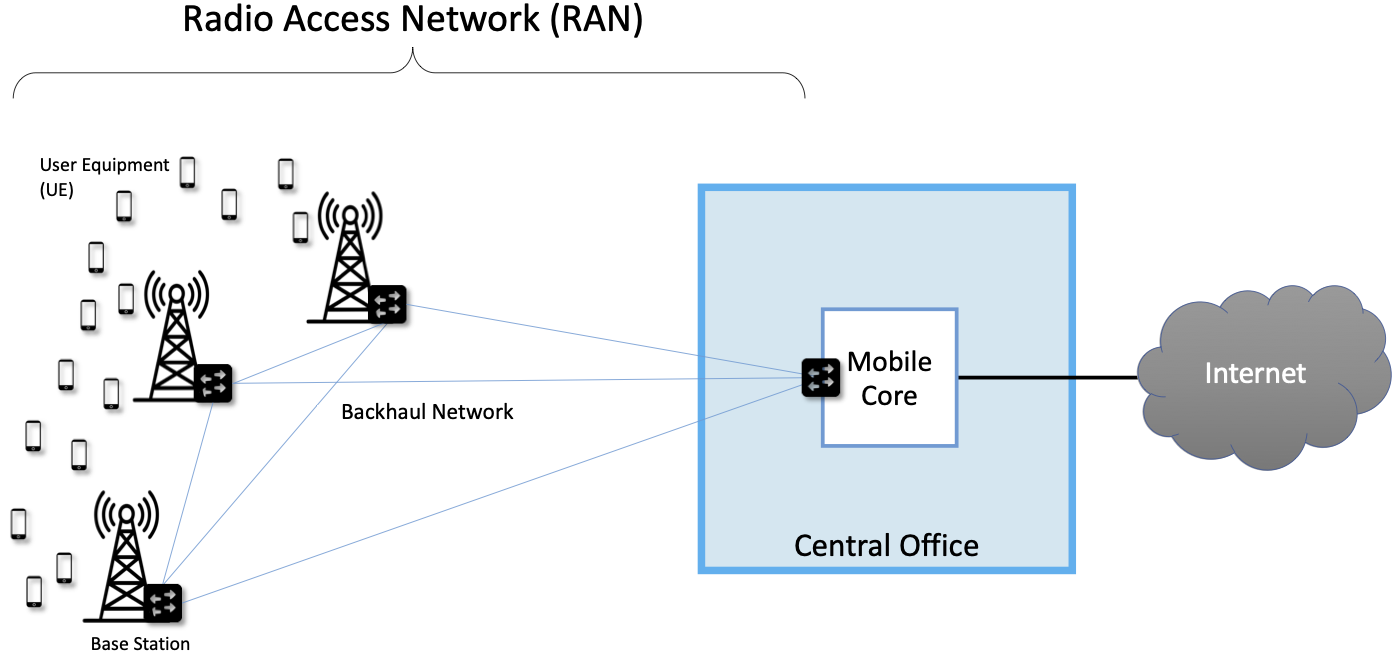 Radio Access Network (RAN)
User Equipment
(UE)
Mobile
Core
Internet
Backhaul Network
Central Office
Base Station